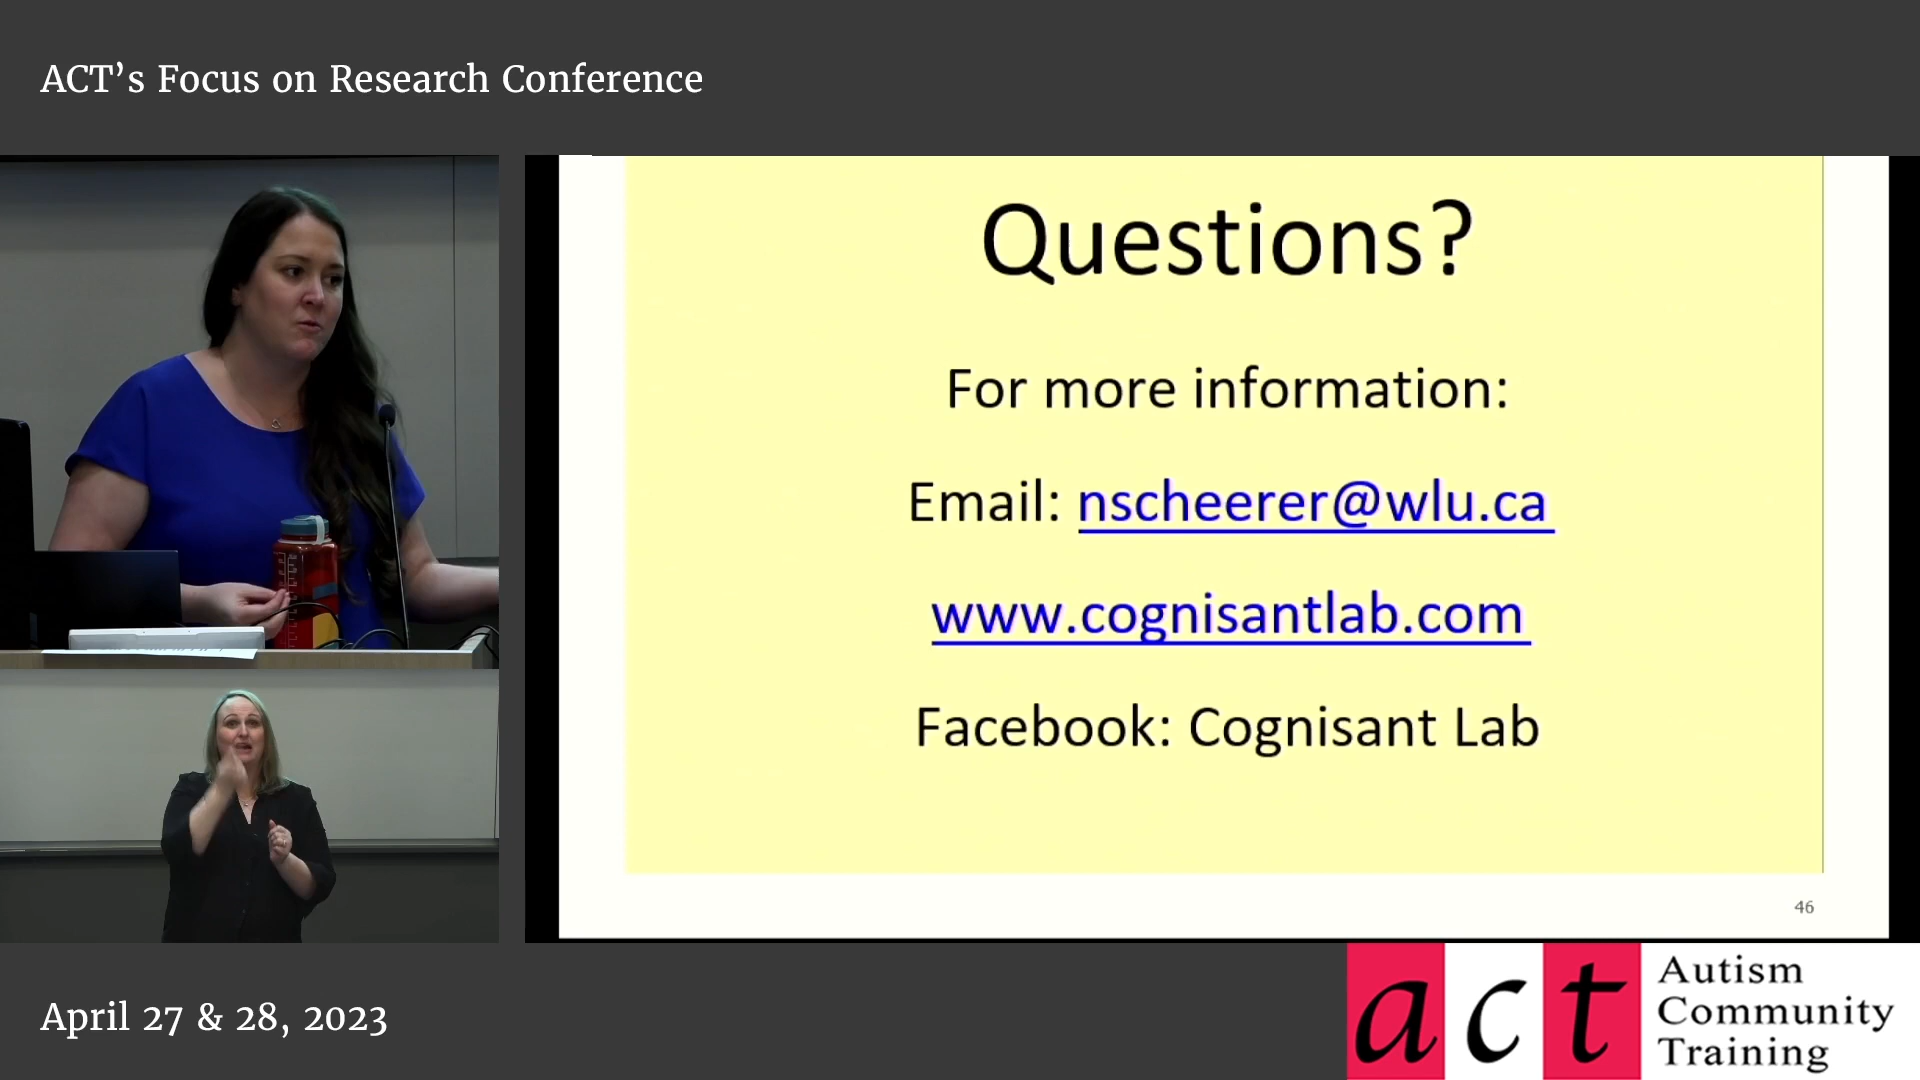 ACT’s Focus on Research Conference
Questions?
For more information:
Email: nscheerer@wlu.ca
www.cognisantlab.com
Facebook: Cognisant Lab
46
April 27 & 28, 2023
act
Autism
Community
Training